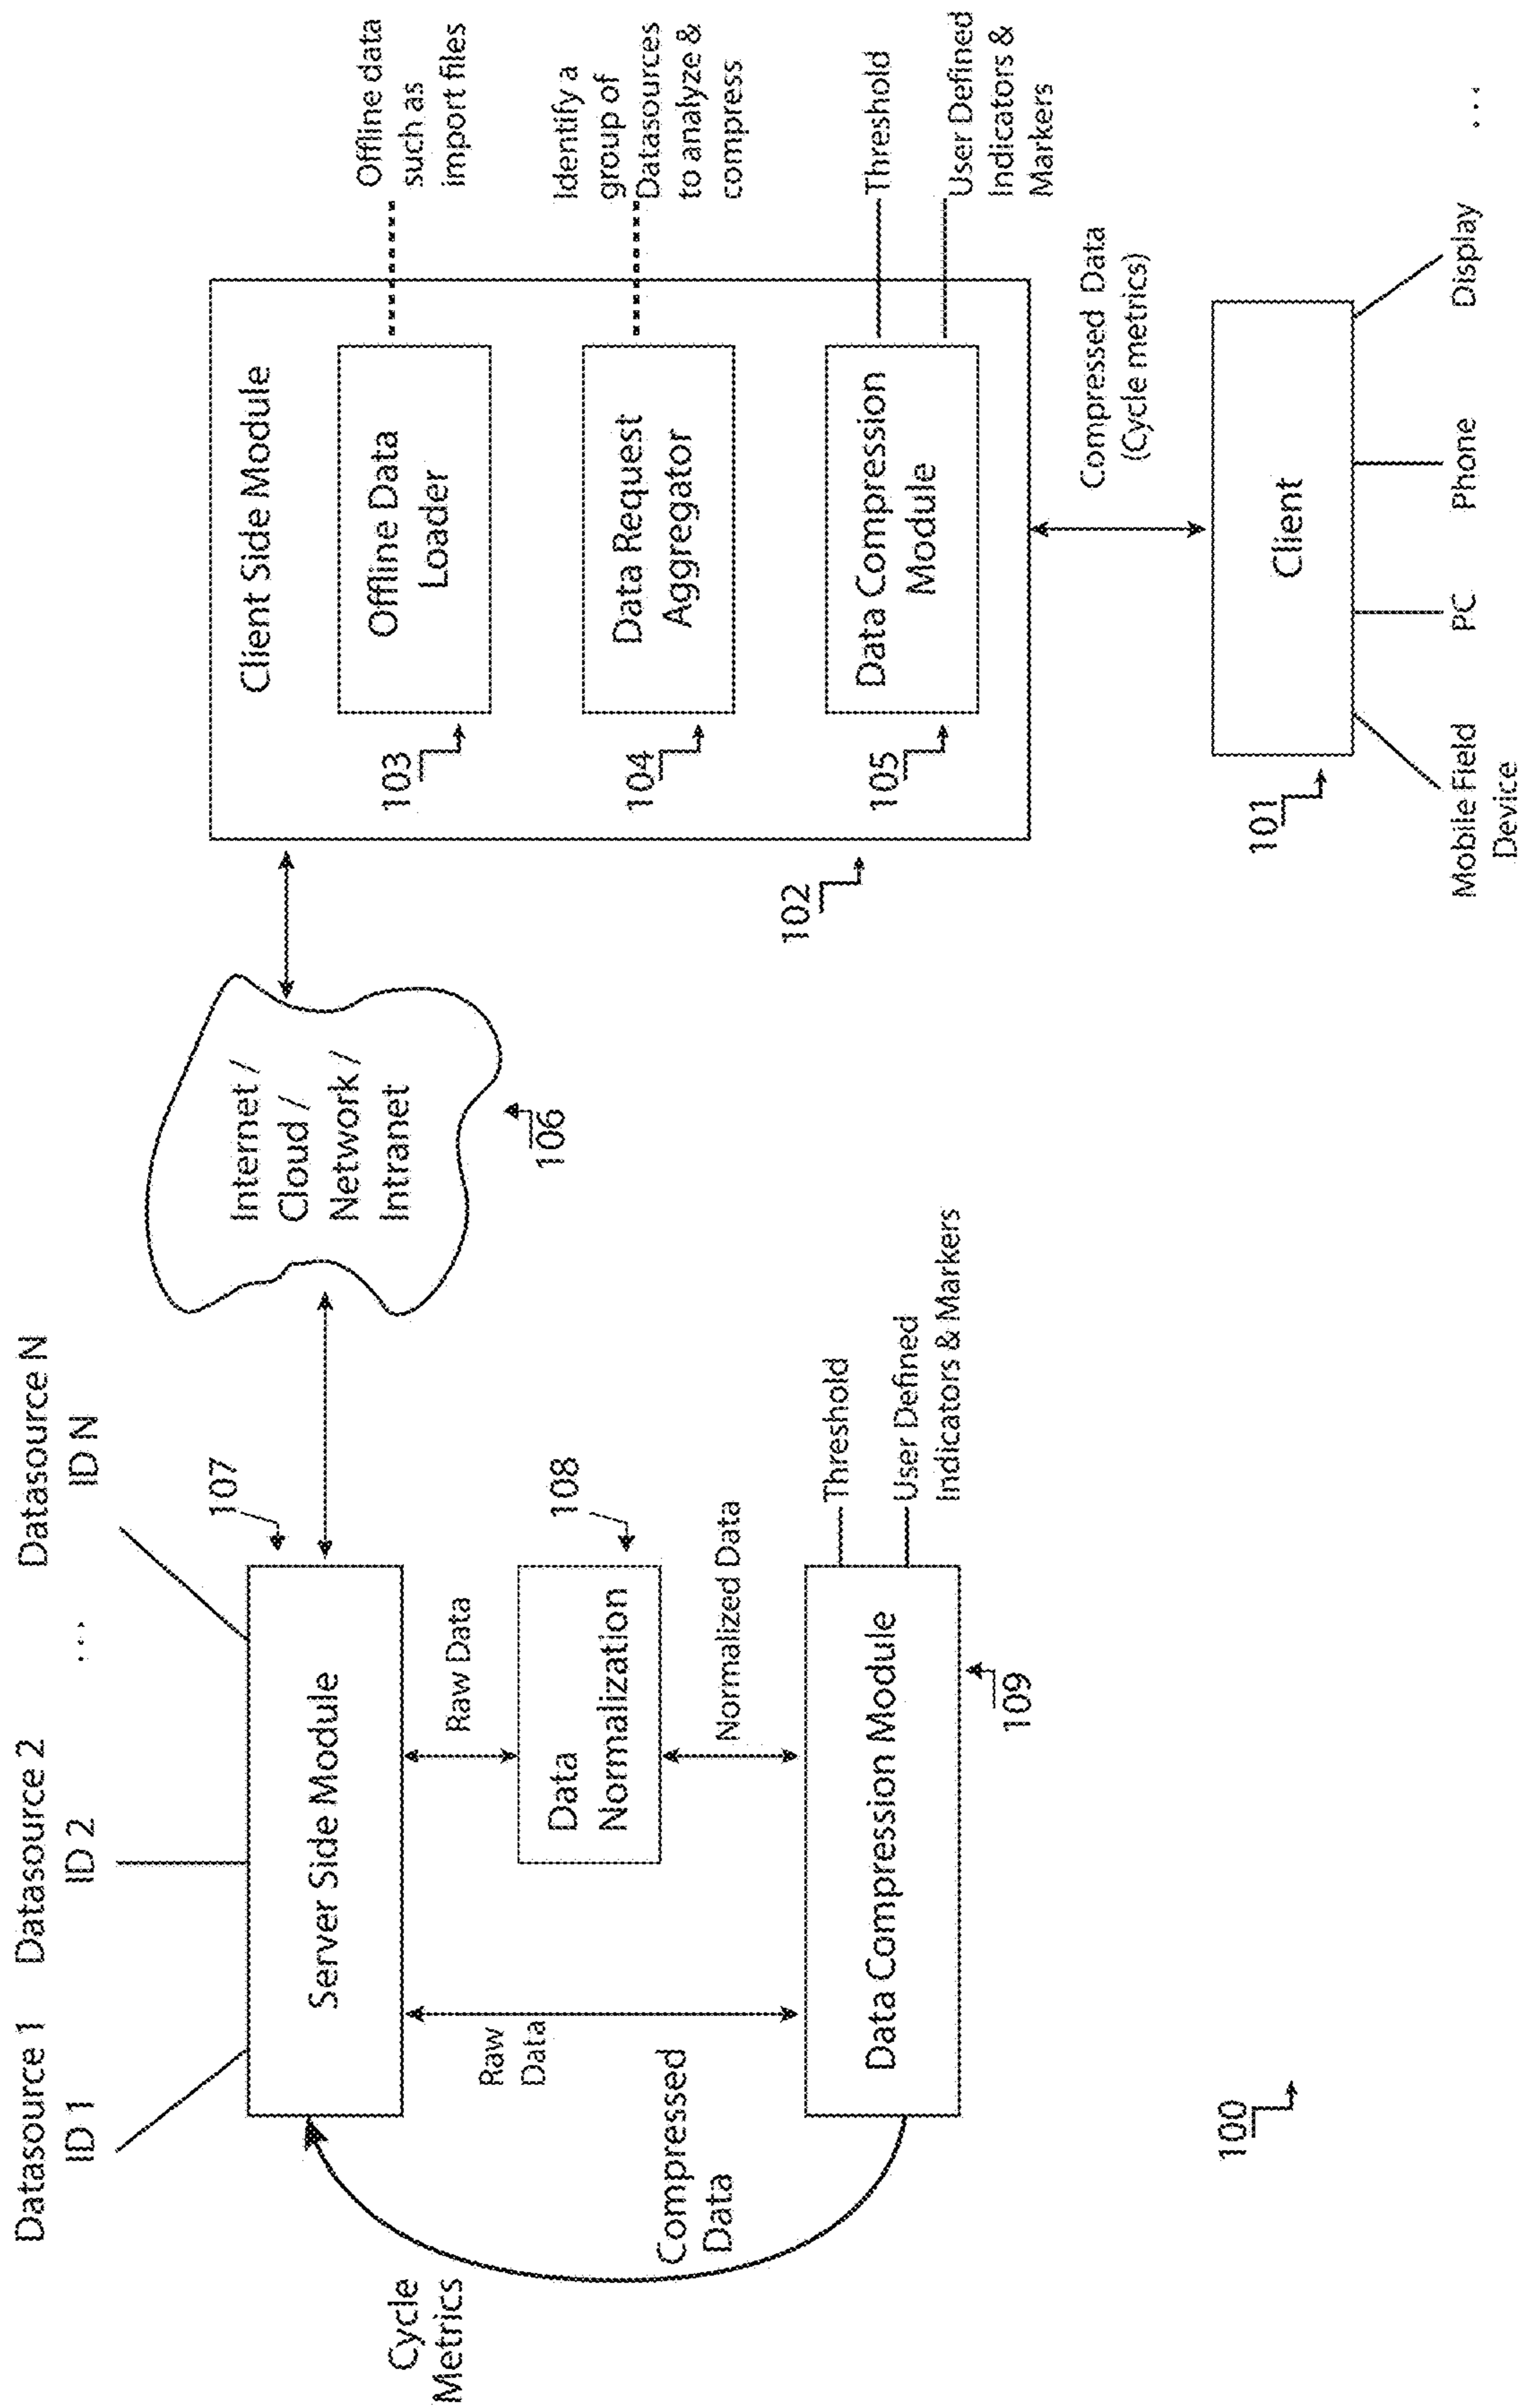 Datasource 1
ID 1
Datasource 2
ID 2
...
Datasource N
ID N
107
Server Side Module
Cycle
Metrics
Compressed
Data
Raw
Data
Raw Data
108
Data
Normalization
Normalized Data
Data Compression Module
109
Threshold
User Defined
Indicators & Markers
Internet /
Cloud /
Network /
Intranet
106
Client Side Module
102
103
Offline Data
Loader
Offline data
such as
import files
104
Data Request
Aggregator
Identify a
group of
Datasources
to analyze &
compress
105
Data Compression
Module
Threshold
User Defined
Indicators &
Markers
Compressed Data
(Cycle metrics)
101
Client
Mobile Field
Device
PC
Phone
Display
...
100